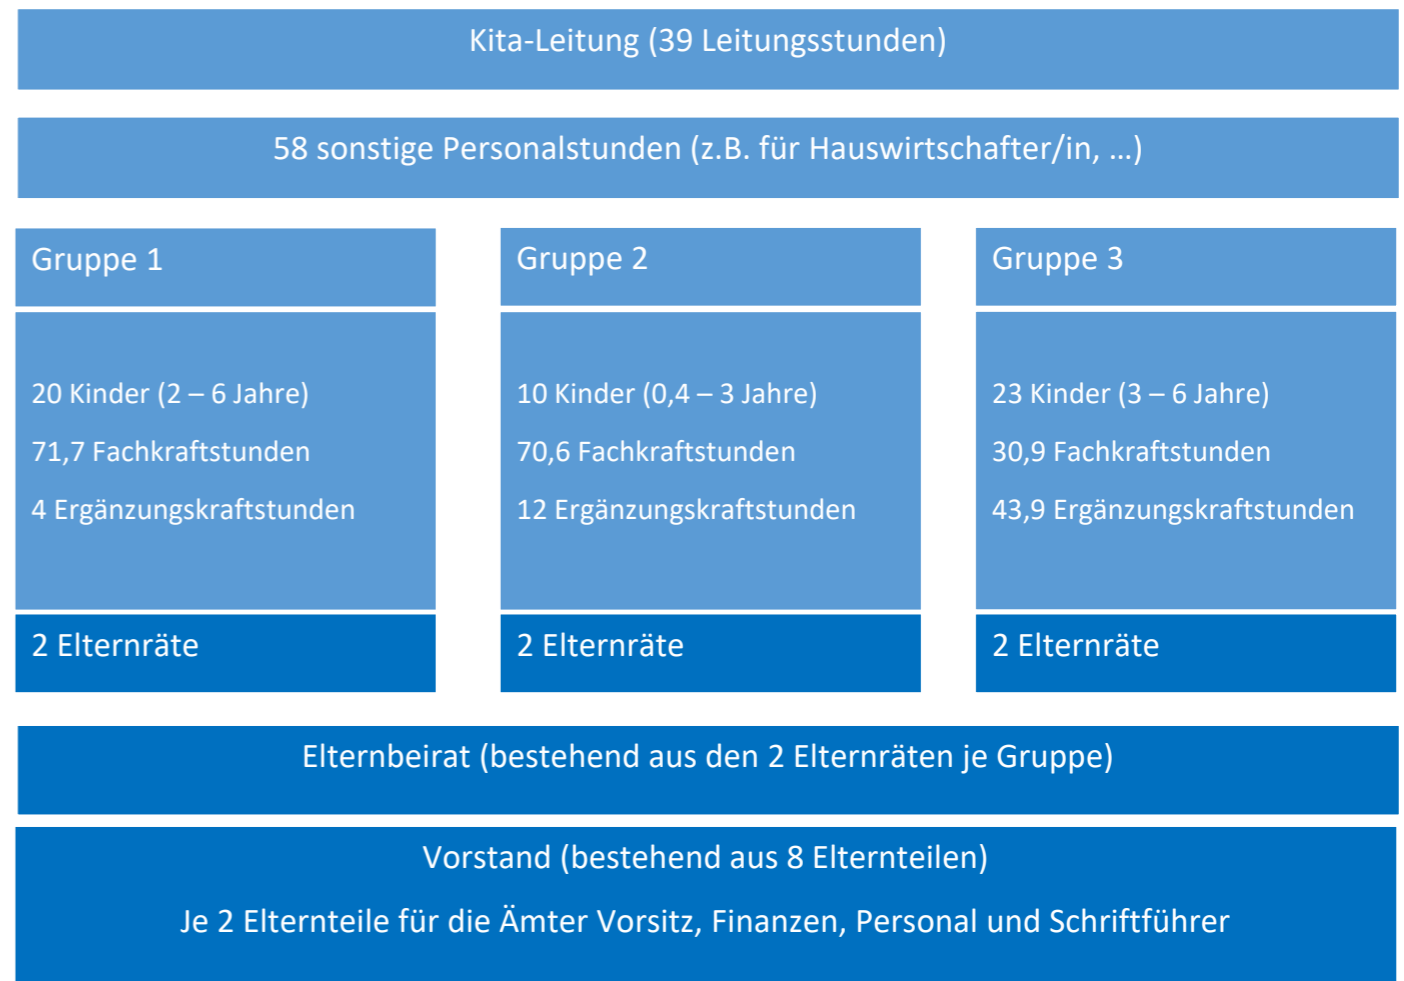 Kita-Leitung (39 Leitungsstunden)
58 sonstige Personalstunden (z.B. für Hauswirtschafter/in, …)
Gruppe 1
20 Kinder (2 – 6 Jahre)
71,7 Fachkraftstunden
4 Ergänzungskraftstunden
2 Elternräte
Gruppe 2
10 Kinder (0,4 – 3 Jahre)
70,6 Fachkraftstunden
12 Ergänzungskraftstunden
2 Elternräte
Gruppe 3
23 Kinder (3 – 6 Jahre)
30,9 Fachkraftstunden
43,9 Ergänzungskraftstunden
2 Elternräte
Elternbeirat (bestehend aus den 2 Elternräten je Gruppe)
Vorstand (bestehend aus 8 Elternteilen)
Je 2 Elternteile für die Ämter Vorsitz, Finanzen, Personal und Schriftführer